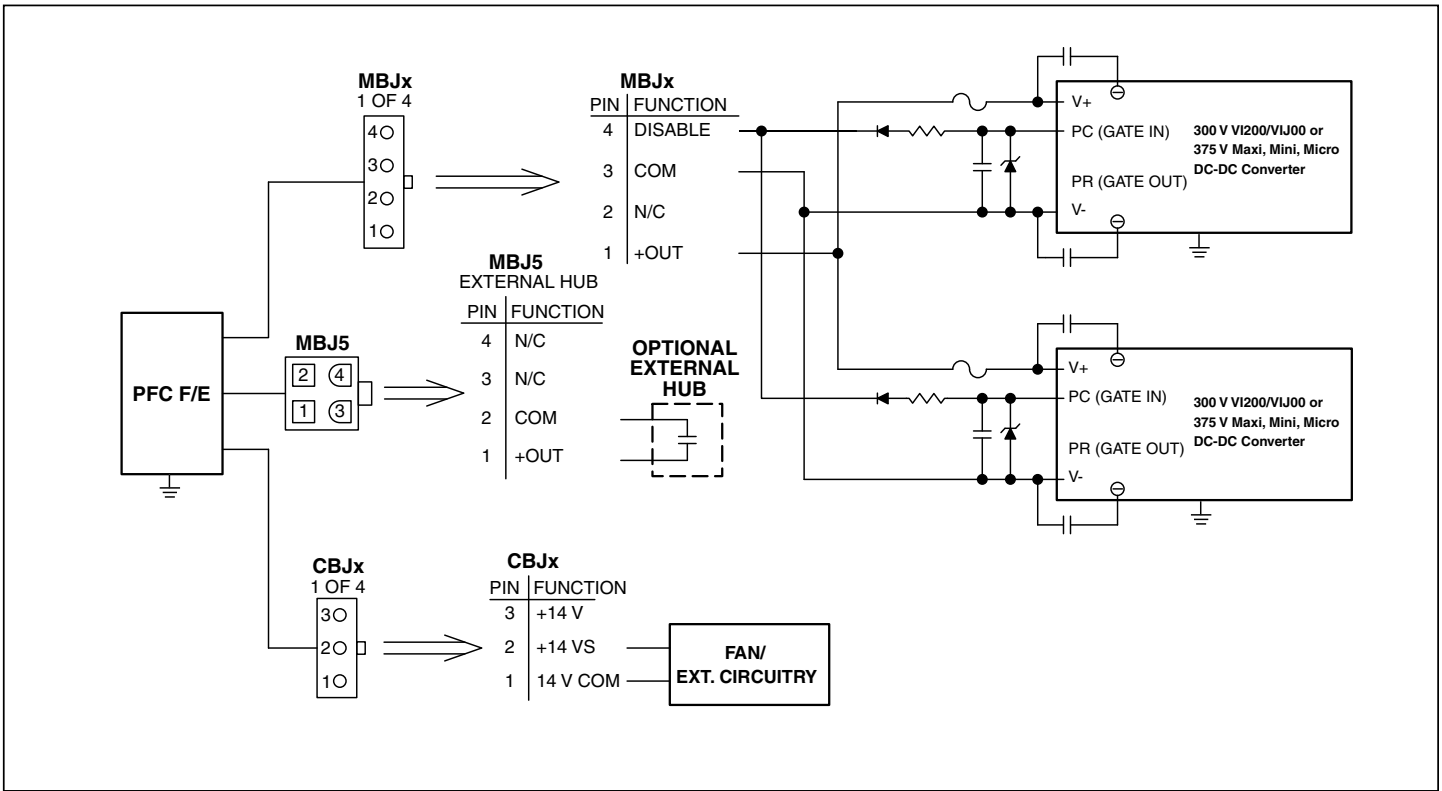 MBJx
1 OF 4
4
3
2
1
MBJx
PIN FUNCTION
4 DISABLE
3 COM
2 N/C
1 +OUT
V+
PC (GATE IN)
PR (GATE OUT)
V-
300 V VI200/VIJ00 or
375 V Maxi, Mini, Micro
DC-DC Converter
PFC F/E
MBJ5
2 4
1 3
MBJ5
EXTERNAL HUB
PIN FUNCTION
4 N/C
3 N/C
2 COM
1 +OUT
OPTIONAL
EXTERNAL
HUB
V+
PC (GATE IN)
PR (GATE OUT)
V-
300 V VI200/VIJ00 or
375 V Maxi, Mini, Micro
DC-DC Converter
CBJx
1 OF 4
3
2
1
CBJx
PIN FUNCTION
3 +14 V
2 +14 VS
1 14 V COM
FAN/
EXT. CIRCUITRY